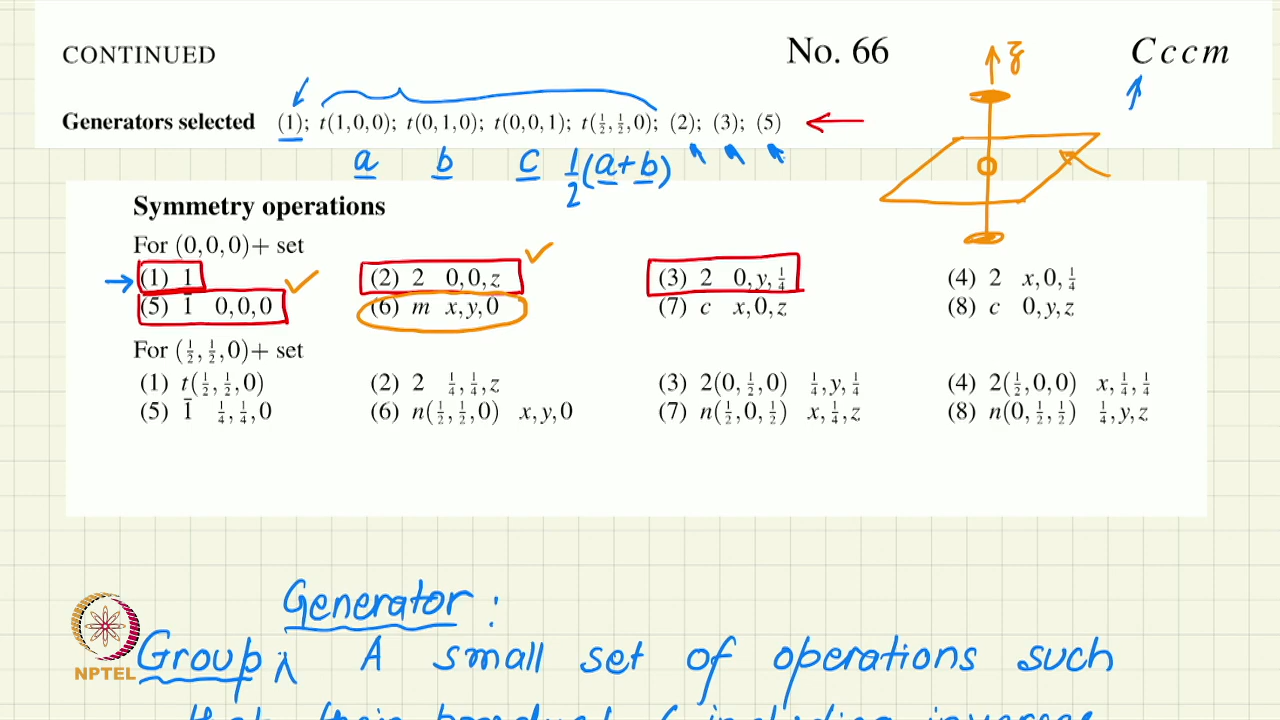 CONTINUED No. 66 Cccm
z
Generators selected (1); t(1,0,0); t(0,1,0); t(0,0,1); t(½,½,0); (2); (3); (5)
a b c ½(a+b)
Symmetry operations
For (0,0,0)+ set
(1) 1 (2) 2 0,0,z (3) 2 0,y,¼ (4) 2 x,0,¼
(5) 1̄ 0,0,0 (6) m x,y,0 (7) c x,0,z (8) c 0,y,z
For (½,½,0)+ set
(1) t(½,½,0) (2) 2 ¼,¼,z (3) 2(0,½,0) ¼,y,¼ (4) 2(½,0,0) x,¼,¼
(5) 1̄ ¼,¼,0 (6) n(½,½,0) x,y,0 (7) n(½,0,½) x,¼,z (8) n(0,½,½) ¼,y,z
Generator :
Group A small set of operations such
that their product (including inverses
NPTEL